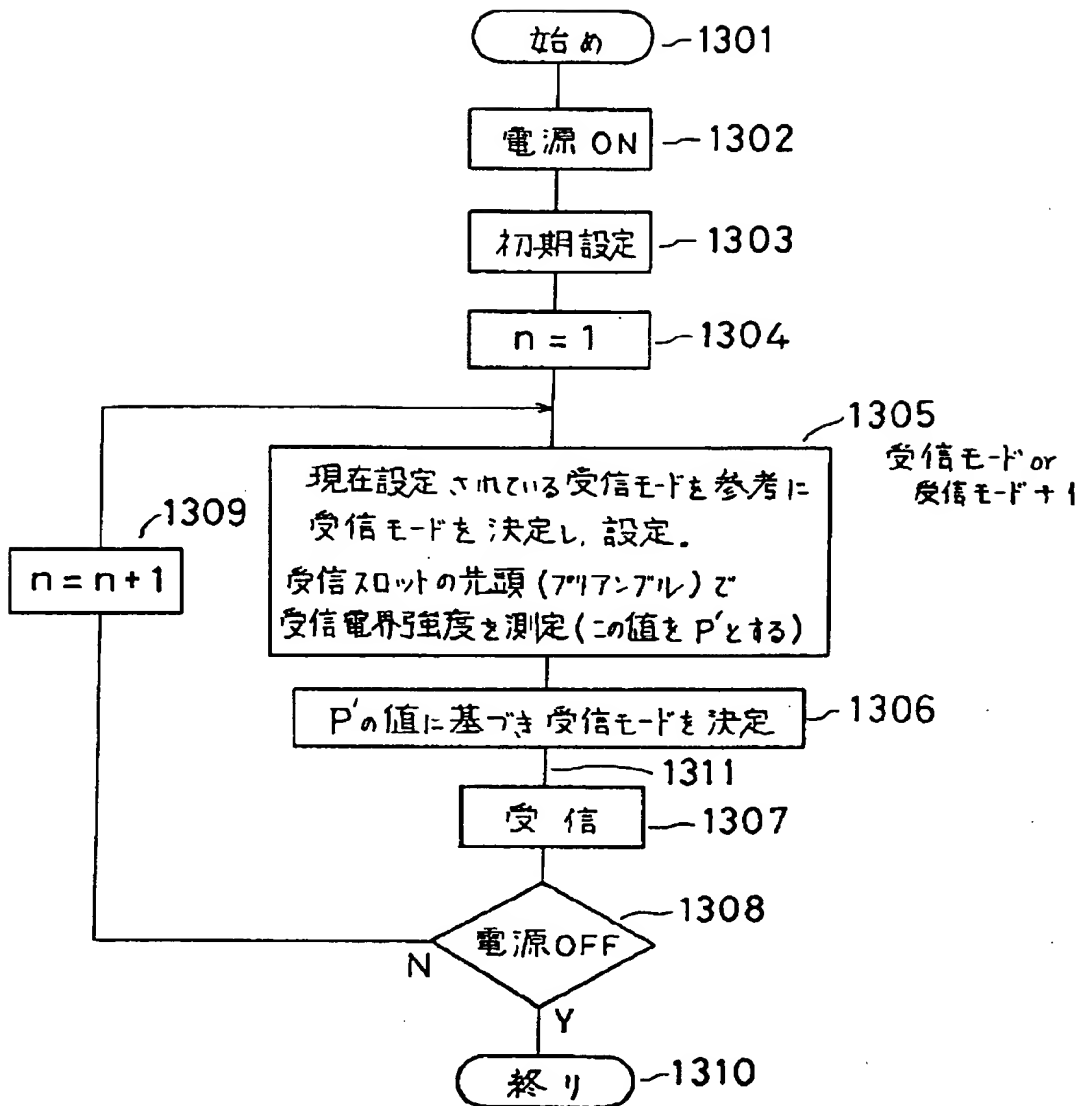 始め
1301
電源 ON
1302
初期設定
1303
n = 1
1304
1305
受信モード or
受信モード + 1
現在設定されている受信モードを参考に
受信モードを決定し, 設定.
受信スロットの先頭 (プリアンブル) で
受信電界強度を測定 (この値を P'とする)
1309
n = n + 1
P'の値に基づき受信モードを決定
1306
1311
受信
1307
電源OFF
1308
N
Y
終り
1310